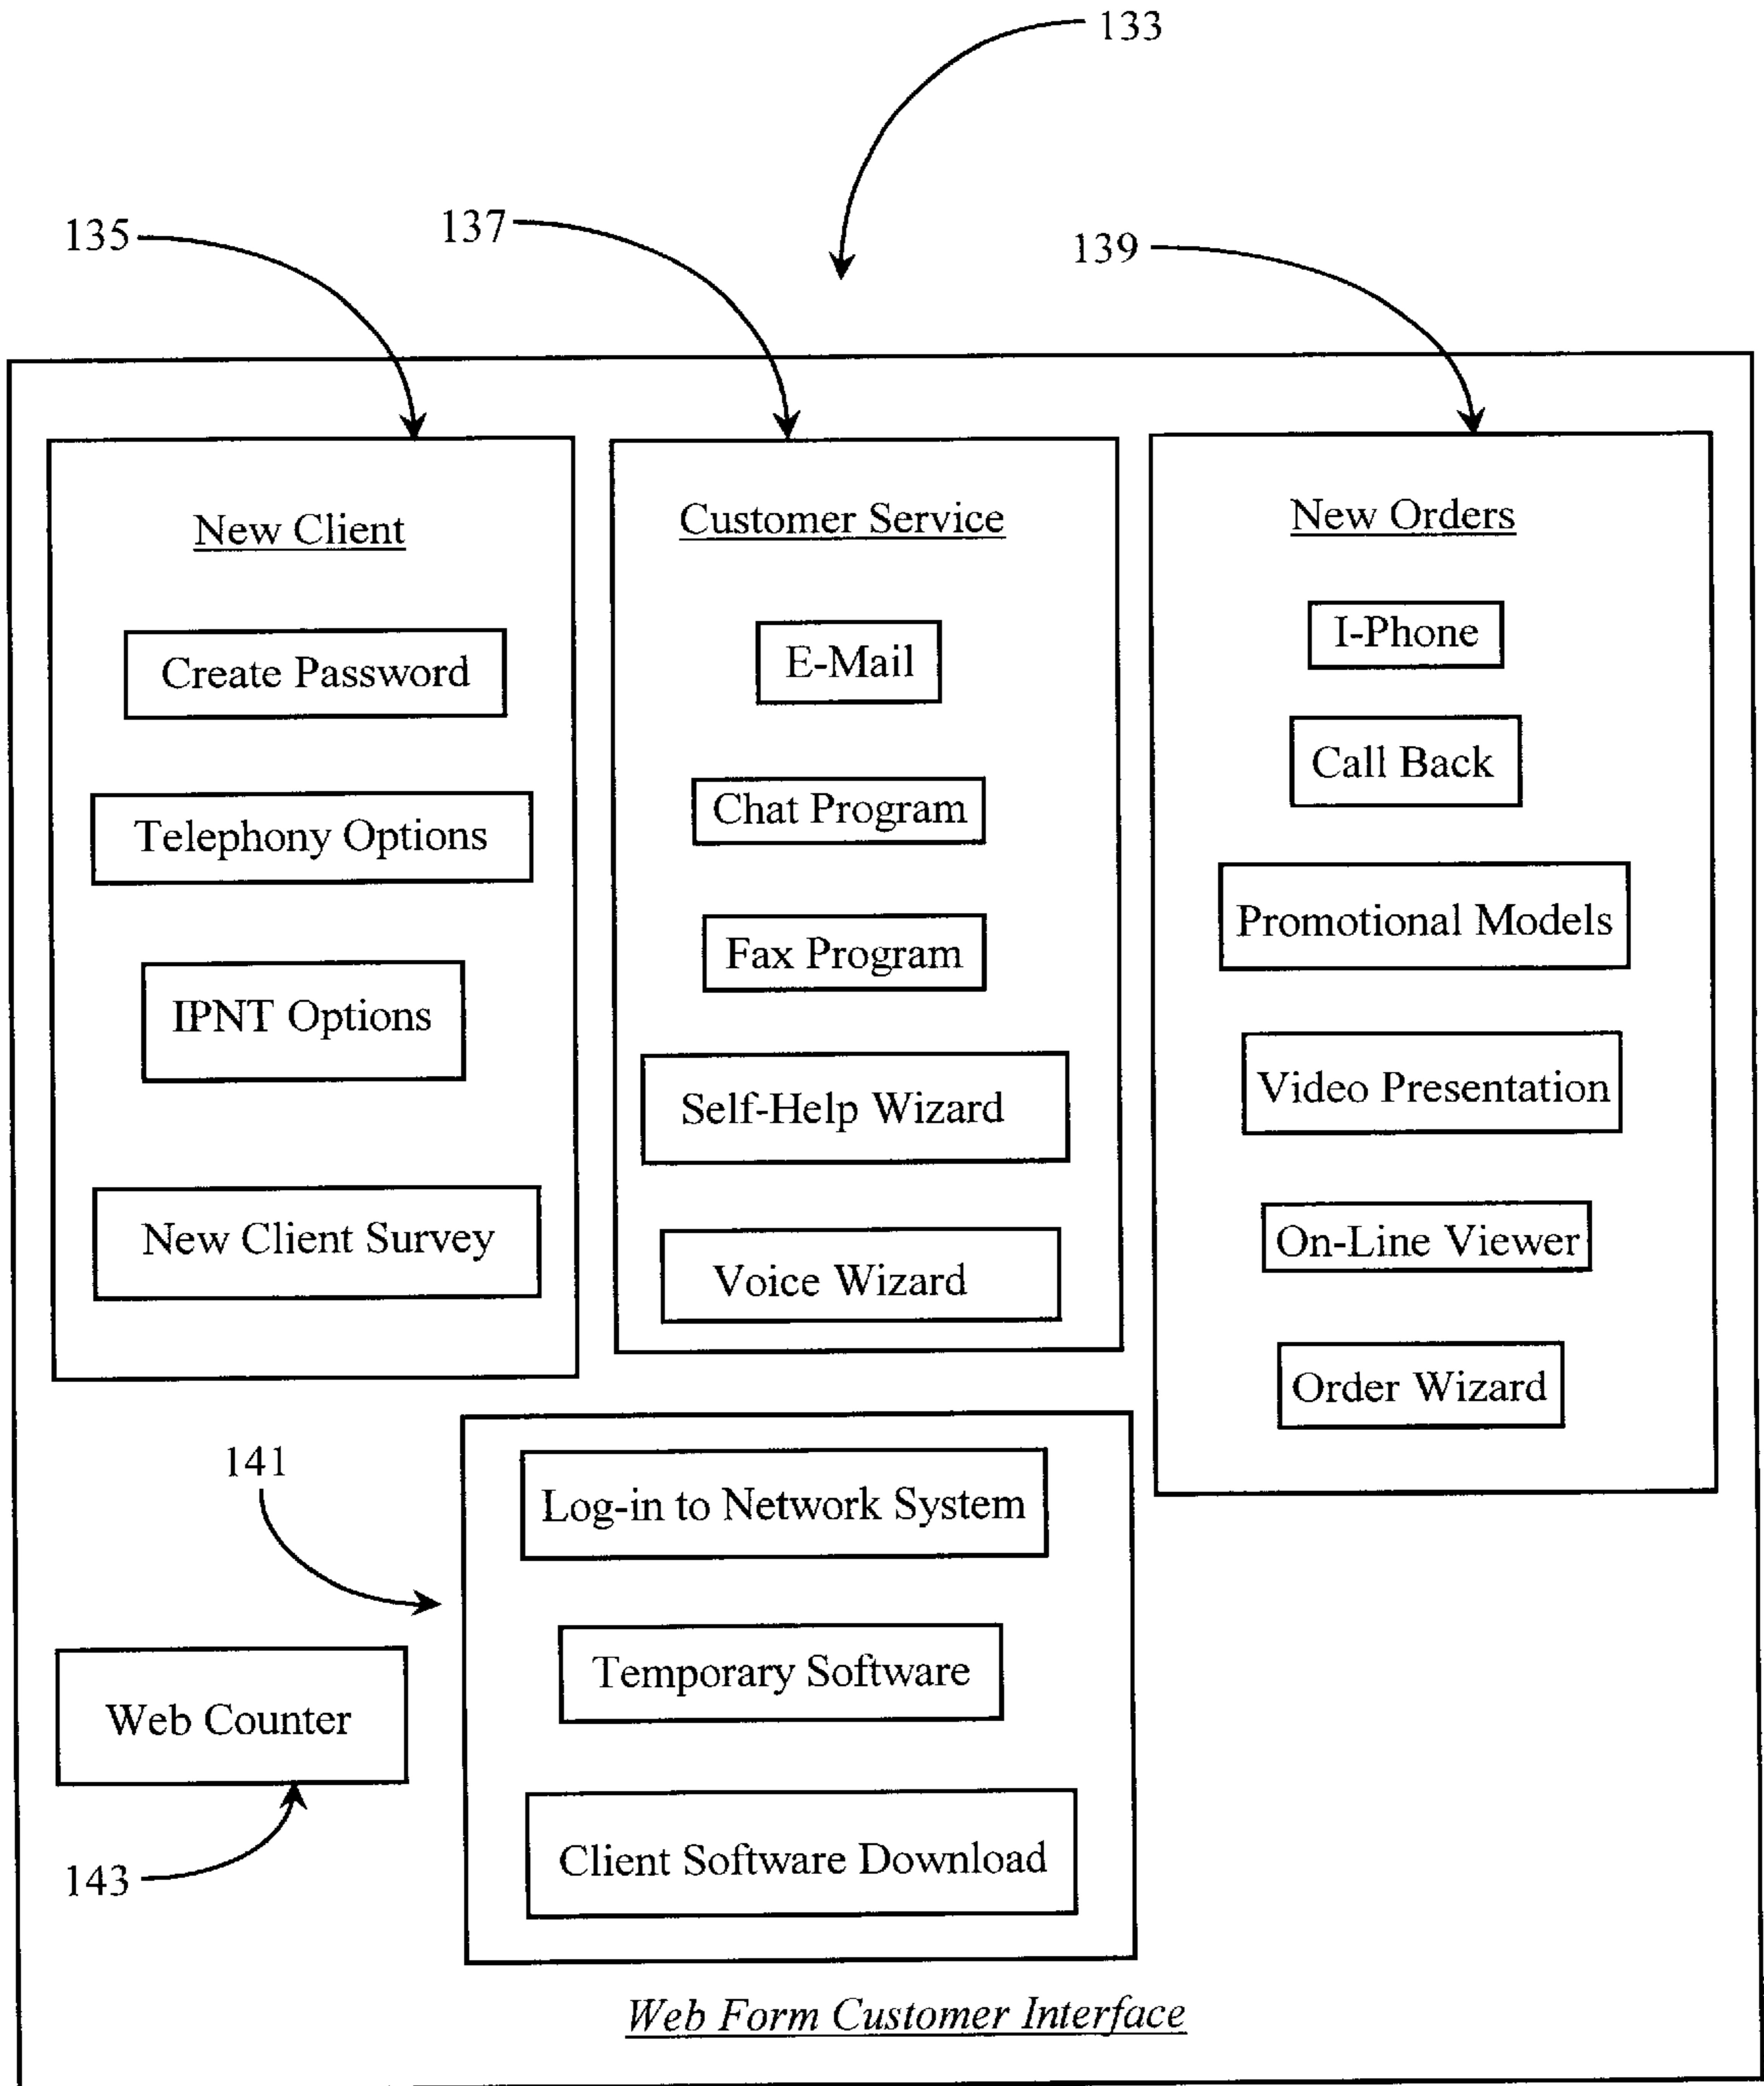 133
135
137
139
New Client
Create Password
Telephony Options
IPNT Options
New Client Survey
Customer Service
E-Mail
Chat Program
Fax Program
Self-Help Wizard
Voice Wizard
New Orders
I-Phone
Call Back
Promotional Models
Video Presentation
On-Line Viewer
Order Wizard
141
Log-in to Network System
Temporary Software
Client Software Download
Web Counter
143
Web Form Customer Interface